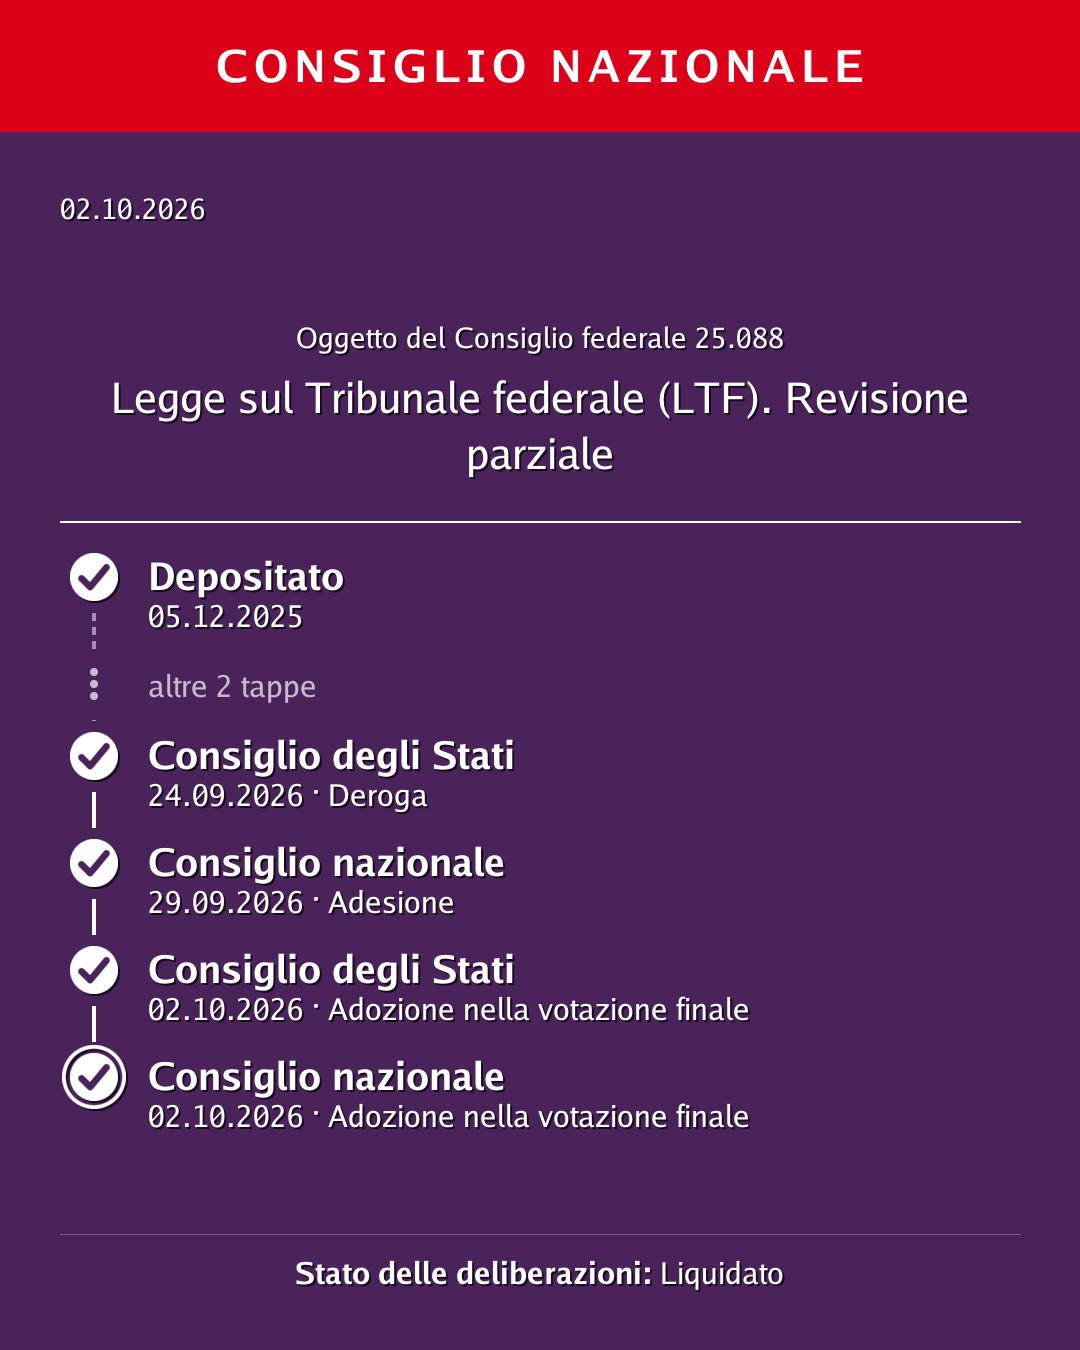 CONSIGLIO NAZIONALE
02.10.2026
Oggetto del Consiglio federale 25.088
Legge sul Tribunale federale (LTF). Revisione
parziale
Depositato
05.12.2025
altre 2 tappe
Consiglio degli Stati
24.09.2026 · Deroga
Consiglio nazionale
29.09.2026 · Adesione
Consiglio degli Stati
02.10.2026 · Adozione nella votazione finale
Consiglio nazionale
02.10.2026 · Adozione nella votazione finale
Stato delle deliberazioni: Liquidato